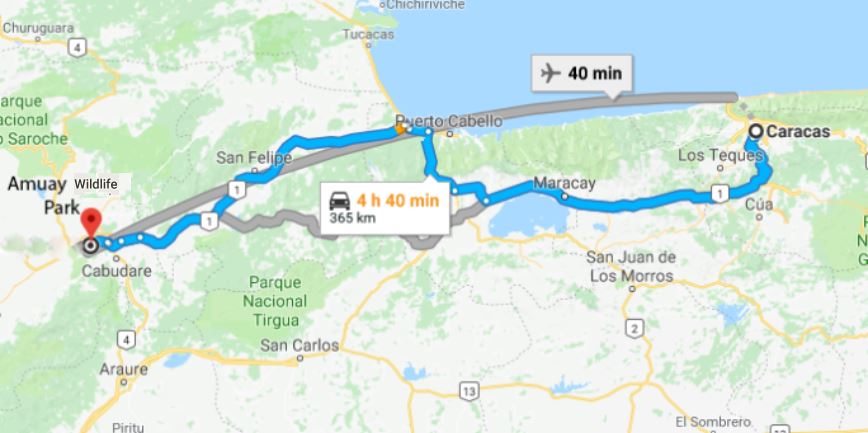 Chichiriviche
Churuguara
4
Tucacas
40 min
arque
acional
o Saroche
Puerto Cabello
Caracas
San Felipe
Los Teques
Amuay Wildlife
Park
1
Maracay
1
4 h 40 min
365 km
1
Cúa
Cabudare
San Juan de
Los Morros
Parque
Nacional
Tirgua
4
2
San Carlos
Araure
13
El Sombrero
Piritu